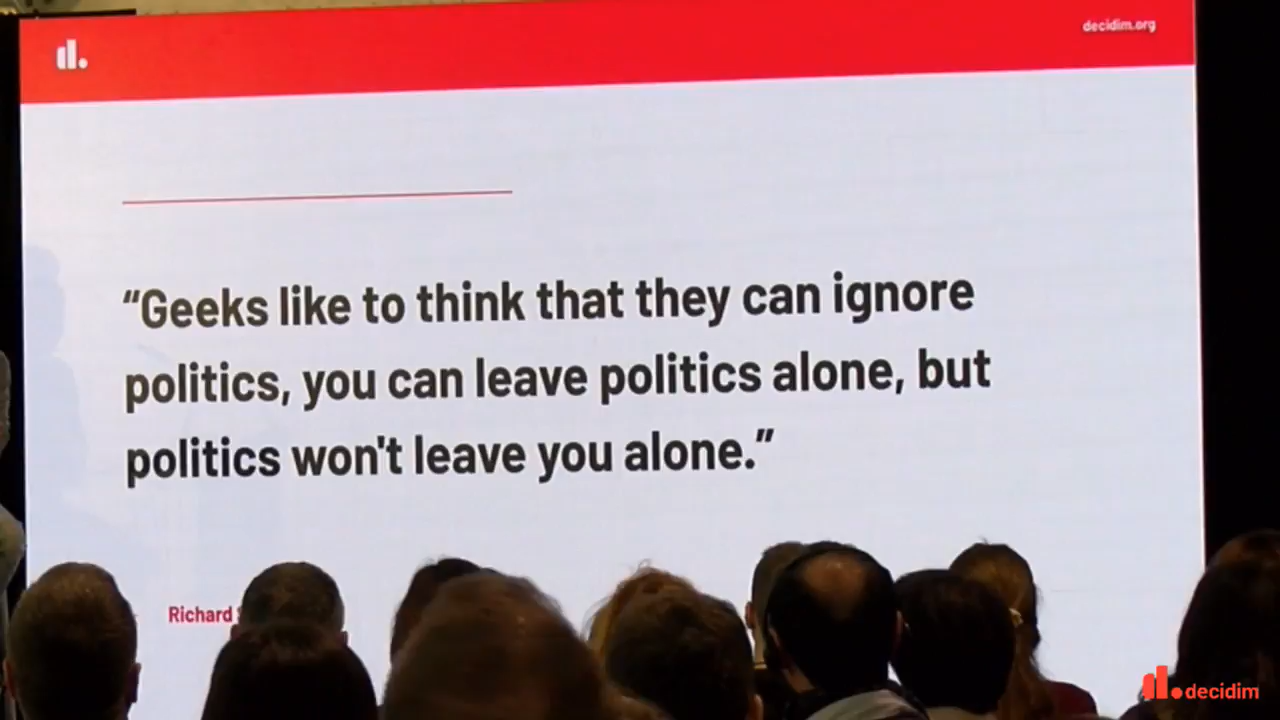 decidim.org
“Geeks like to think that they can ignore
politics, you can leave politics alone, but
politics won't leave you alone.”
Richard
decidim